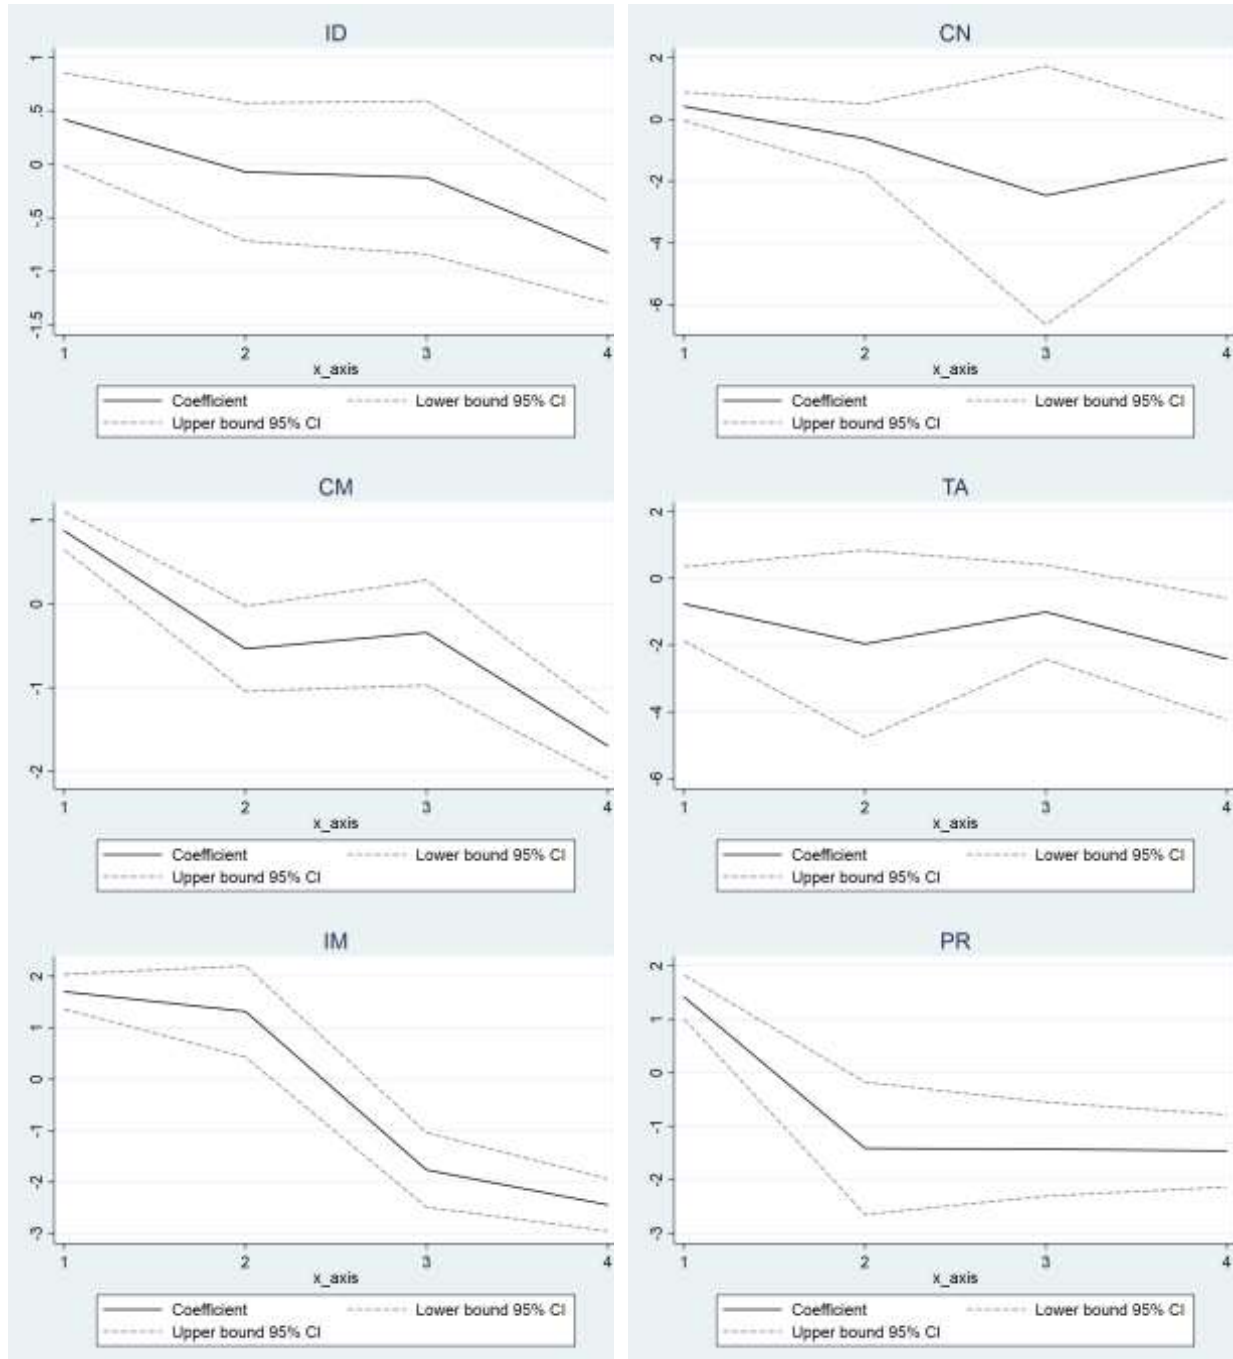 ID
1
.5
0
-.5
-1
-1.5
1 2 3 4
x_axis
Coefficient Lower bound 95% CI
Upper bound 95% CI
CN
2
0
-2
-4
-6
1 2 3 4
x_axis
Coefficient Lower bound 95% CI
Upper bound 95% CI
CM
1
0
-1
-2
1 2 3 4
x_axis
Coefficient Lower bound 95% CI
Upper bound 95% CI
TA
2
0
-2
-4
-6
1 2 3 4
x_axis
Coefficient Lower bound 95% CI
Upper bound 95% CI
IM
2
1
0
-1
-2
-3
1 2 3 4
x_axis
Coefficient Lower bound 95% CI
Upper bound 95% CI
PR
2
1
0
-1
-2
-3
1 2 3 4
x_axis
Coefficient Lower bound 95% CI
Upper bound 95% CI